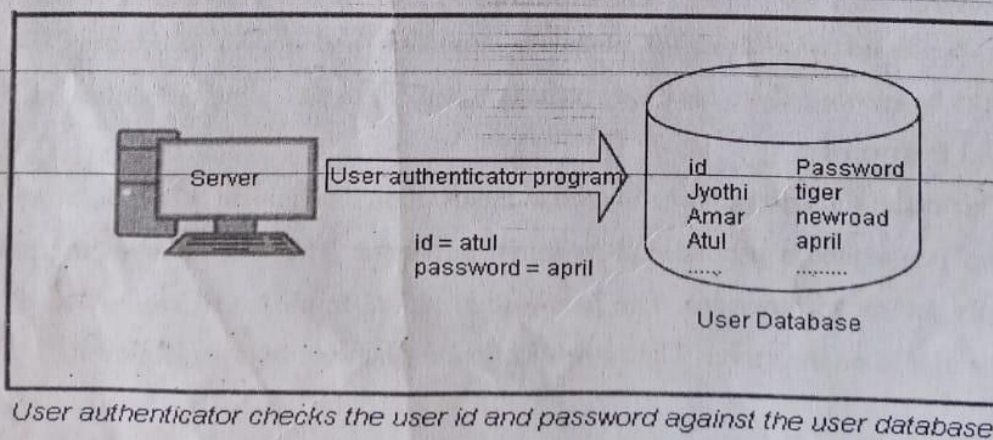 Server
User authenticator program
id = atul
password = april
id Password
Jyothi tiger
Amar newroad
Atul april
...... ......
User Database
User authenticator checks the user id and password against the user database